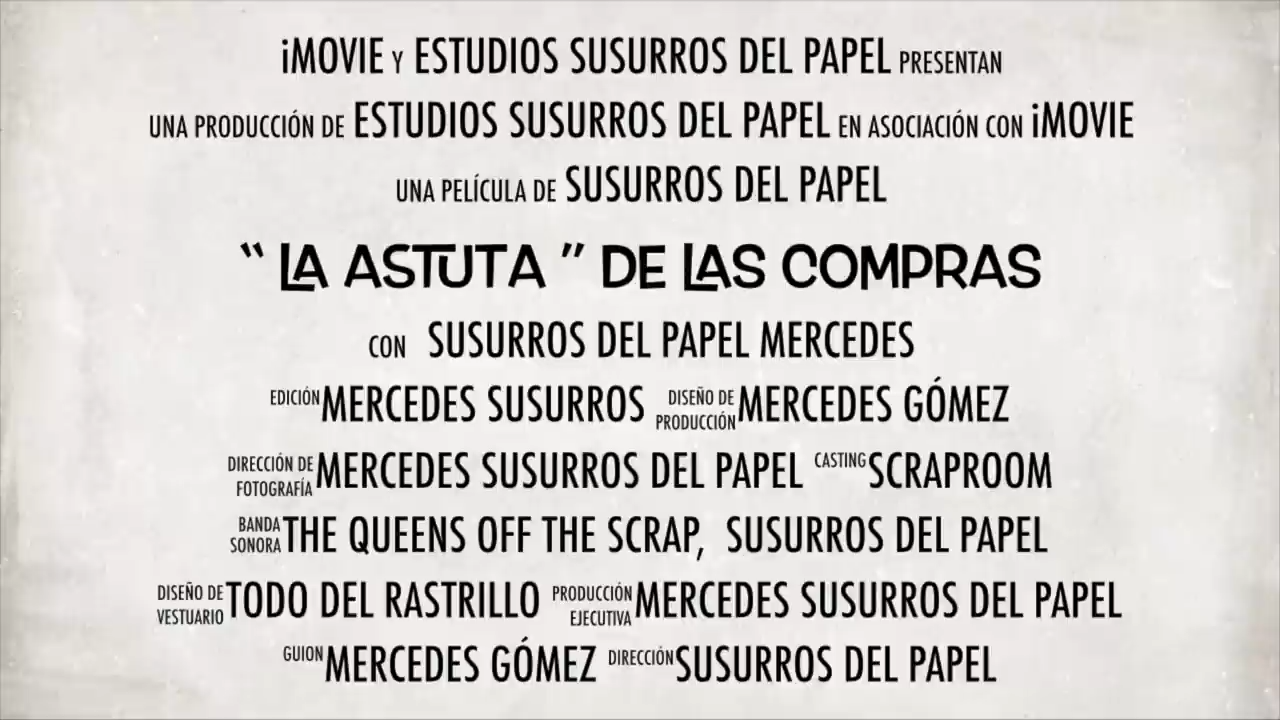 iMOVIE Y ESTUDIOS SUSURROS DEL PAPEL PRESENTAN
UNA PRODUCCIÓN DE ESTUDIOS SUSURROS DEL PAPEL EN ASOCIACIÓN CON iMOVIE
UNA PELÍCULA DE SUSURROS DEL PAPEL
“ LA ASTUTA ” DE LAS COMPRAS
CON SUSURROS DEL PAPEL MERCEDES
EDICIÓN MERCEDES SUSURROS DISEÑO DE PRODUCCIÓN MERCEDES GÓMEZ
DIRECCIÓN DE FOTOGRAFÍA MERCEDES SUSURROS DEL PAPEL CASTING SCRAPROOM
BANDA SONORA THE QUEENS OFF THE SCRAP, SUSURROS DEL PAPEL
DISEÑO DE VESTUARIO TODO DEL RASTRILLO PRODUCCIÓN EJECUTIVA MERCEDES SUSURROS DEL PAPEL
GUION MERCEDES GÓMEZ DIRECCIÓN SUSURROS DEL PAPEL